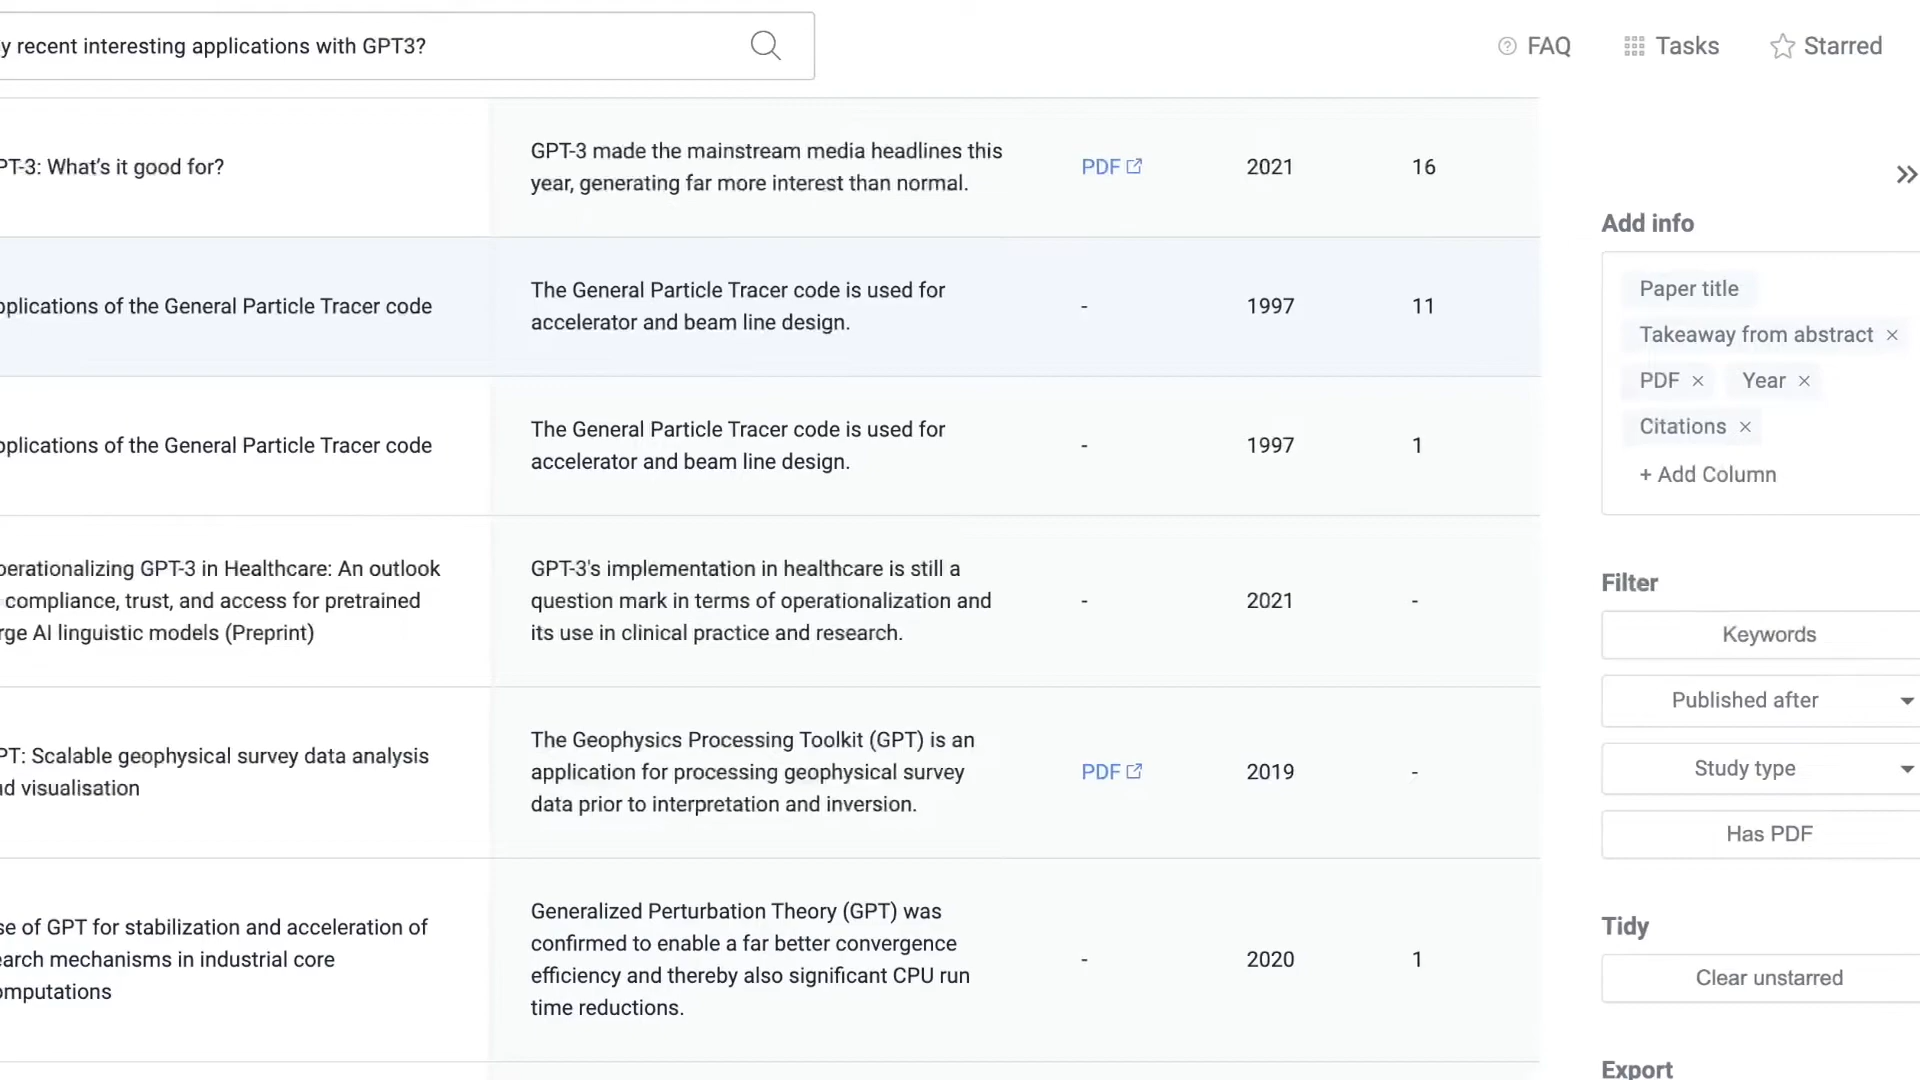 recent interesting applications with GPT3?
FAQ
Tasks
Starred
What's it good for?
GPT-3 made the mainstream media headlines this
year, generating far more interest than normal.
PDF
2021
16
Add info
Paper title
Takeaway from abstract ×
PDF ×
Year ×
Citations ×
+ Add Column
of the General Particle Tracer code
The General Particle Tracer code is used for
accelerator and beam line design.
-
1997
11
of the General Particle Tracer code
The General Particle Tracer code is used for
accelerator and beam line design.
-
1997
1
GPT-3 in Healthcare: An outlook
compliance, trust, and access for pretrained
AI linguistic models (Preprint)
GPT-3's implementation in healthcare is still a
question mark in terms of operationalization and
its use in clinical practice and research.
-
2021
-
Filter
Keywords
Published after
Study type
Has PDF
Scalable geophysical survey data analysis
visualisation
The Geophysics Processing Toolkit (GPT) is an
application for processing geophysical survey
data prior to interpretation and inversion.
PDF
2019
-
of GPT for stabilization and acceleration of
mechanisms in industrial core
Generalized Perturbation Theory (GPT) was
confirmed to enable a far better convergence
efficiency and thereby also significant CPU run
time reductions.
-
2020
1
Tidy
Clear unstarred
Export